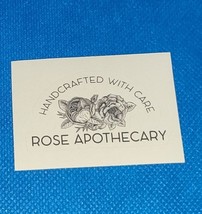 HANDCRAFTED WITH CARE
ROSE APOTHECARY